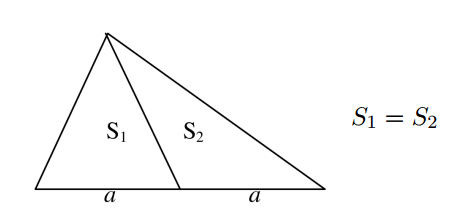 S₁ S₂ S₁ = S₂
a a